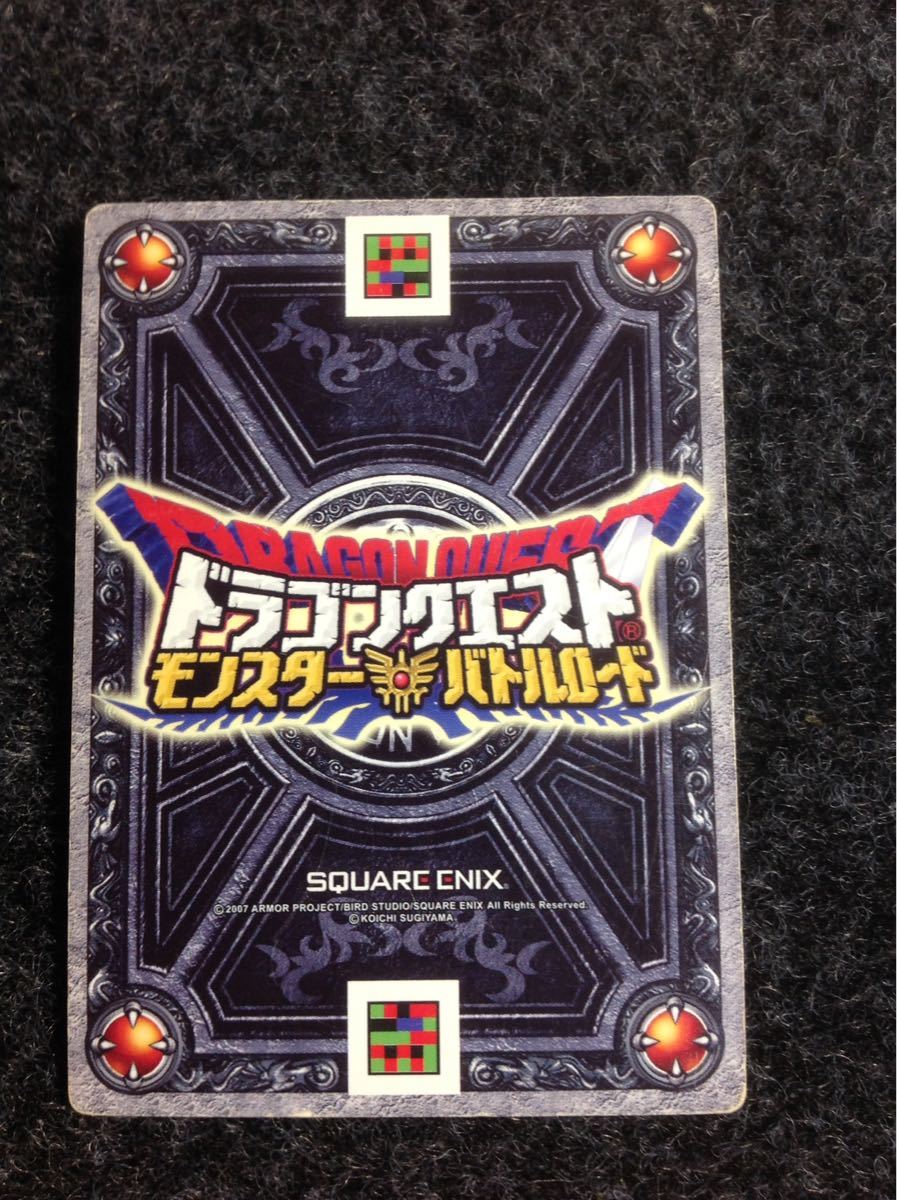 DRAGON QUEST
ドラゴンクエスト®
モンスターバトルロード
SQUARE ENIX
©2007 ARMOR PROJECT/BIRD STUDIO/SQUARE ENIX All Rights Reserved.
©KOICHI SUGIYAMA